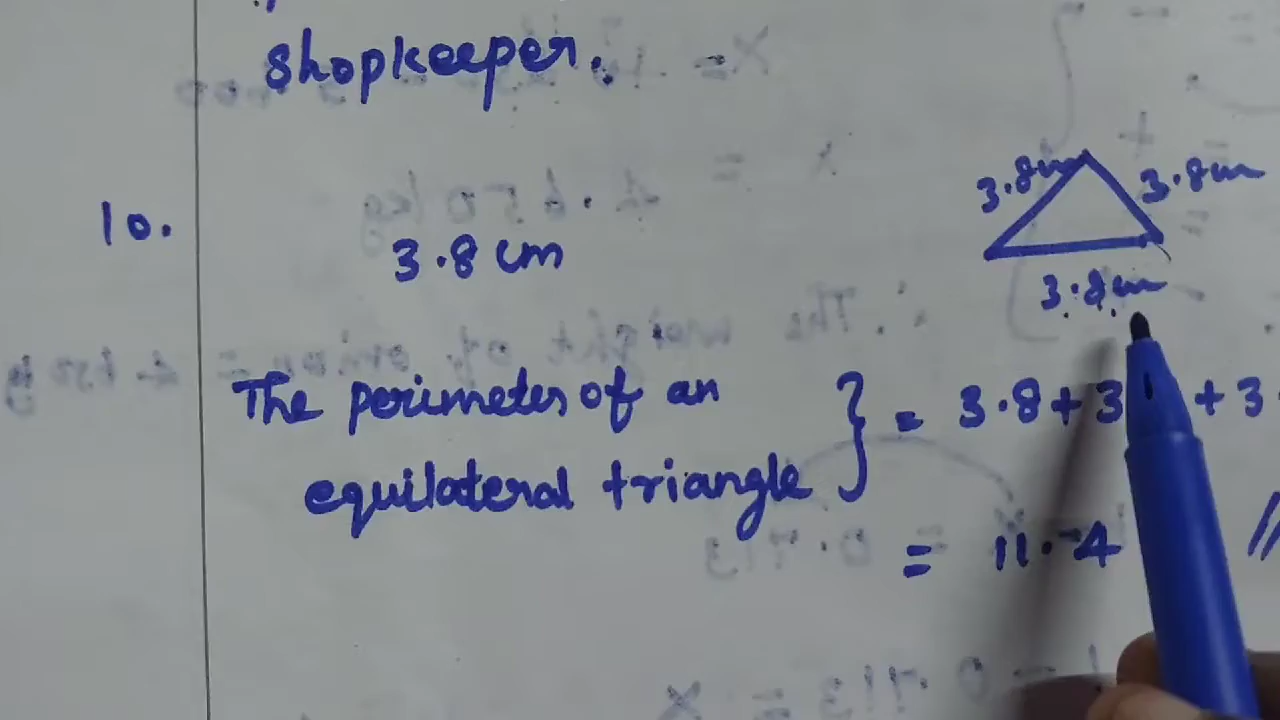 shopkeeper.
10.
3.8 cm
3.8cm
3.8cm
3.8cm
The perimeter of an
equilateral triangle } = 3.8 + 3 + 3.
= 11.4